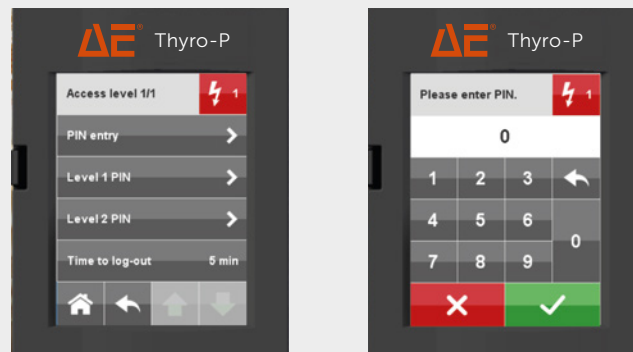 AE® Thyro-P
Access level 1/1
1
PIN entry
Level 1 PIN
Level 2 PIN
Time to log-out 5 min
AE® Thyro-P
Please enter PIN.
1
0
1 2 3
4 5 6
0
7 8 9